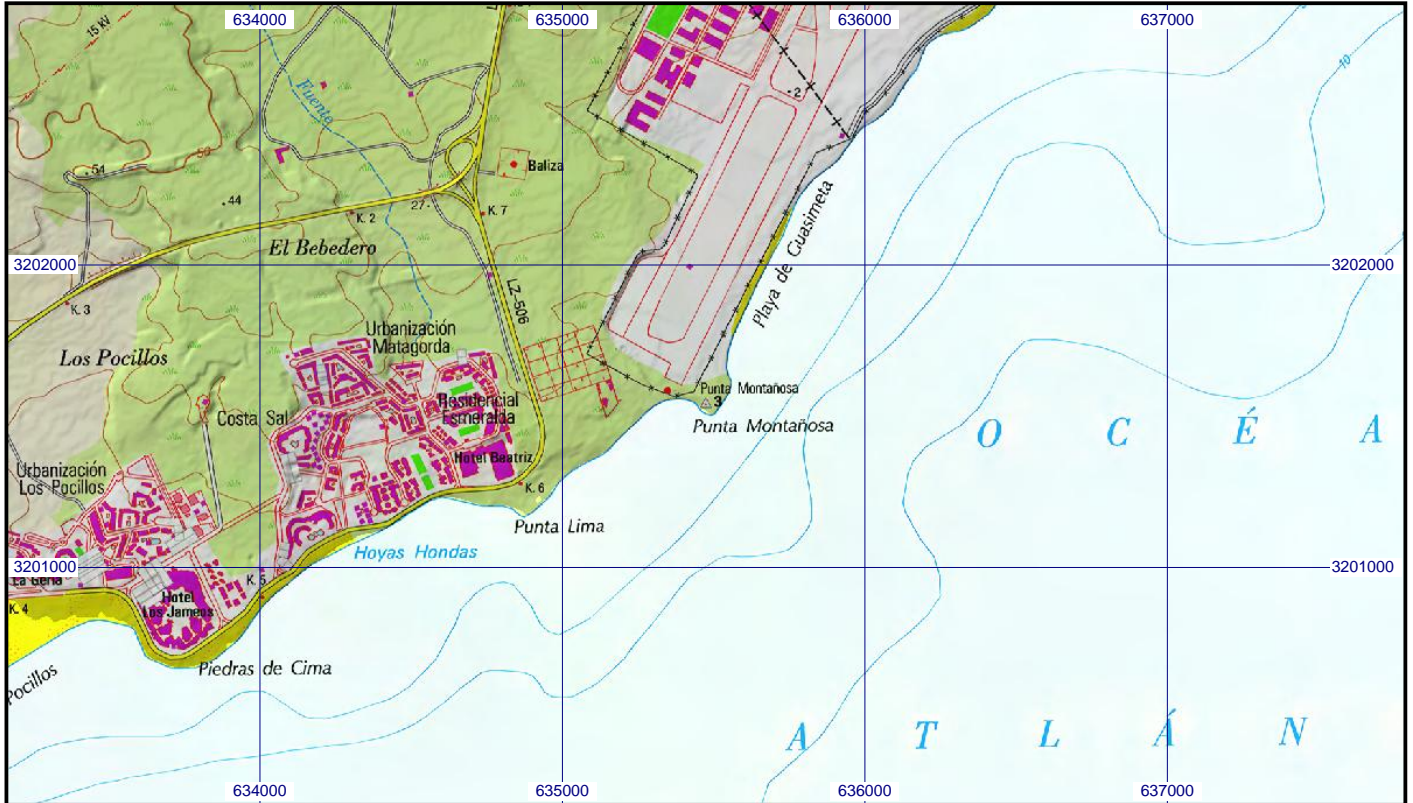 634000
635000
636000
637000
15 KV
Fuente
2
10
50
54
Baliza
44
K. 2
27
K. 7
El Bebedero
Playa de Guasimeta
3202000
3202000
K. 3
LZ-506
Urbanización
Matagorda
Los Pocillos
Punta Montañosa
3
Residencial
Esmeralda
Costa Sal
Punta Montañosa
O C É A
Hotel Beatriz
Urbanización
Los Pocillos
K. 6
Punta Lima
Hoyas Hondas
3201000
3201000
La Geria
K. 5
Hotel
Los Jameos
K. 4
Piedras de Cima
Pocillos
A T L Á N
634000
635000
636000
637000